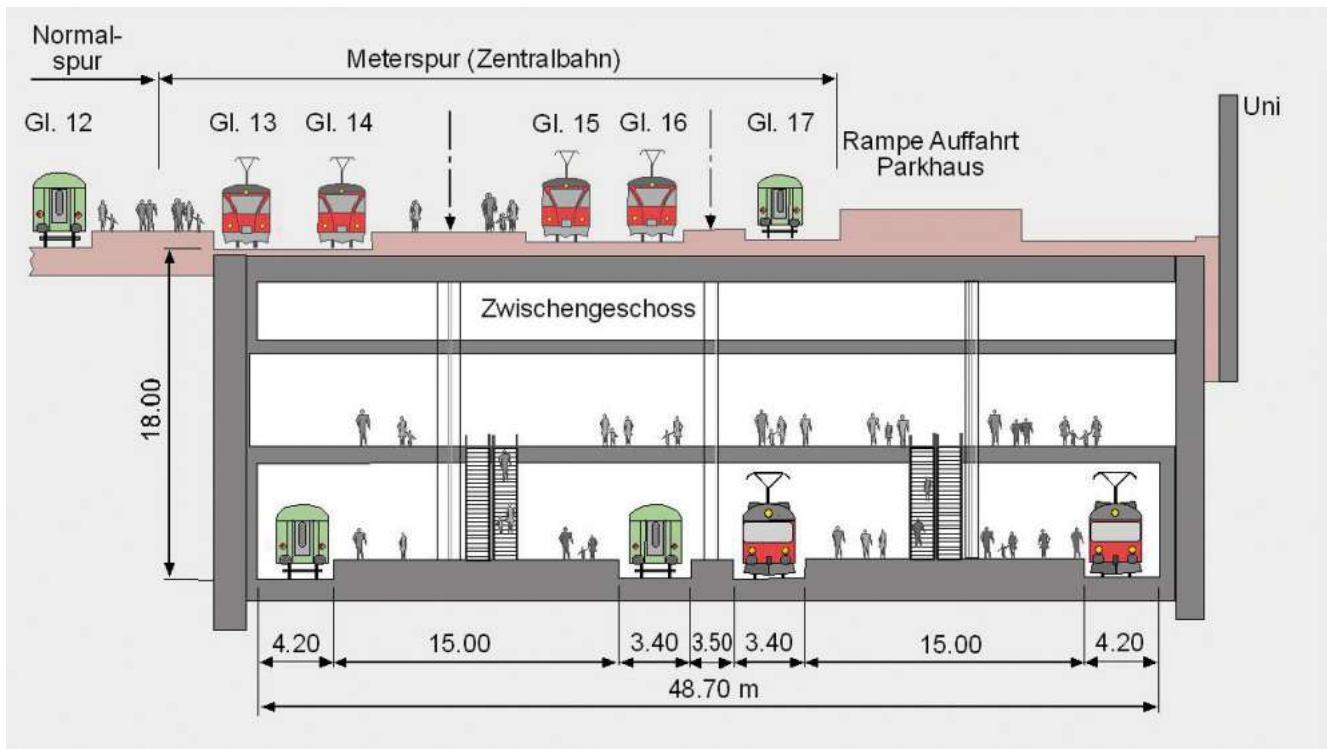 Normal-
spur
Meterspur (Zentralbahn)
Gl. 12
Gl. 13
Gl. 14
Gl. 15
Gl. 16
Gl. 17
Uni
Rampe Auffahrt
Parkhaus
Zwischengeschoss
18.00
4.20
15.00
3.40
3.50
3.40
15.00
4.20
48.70 m